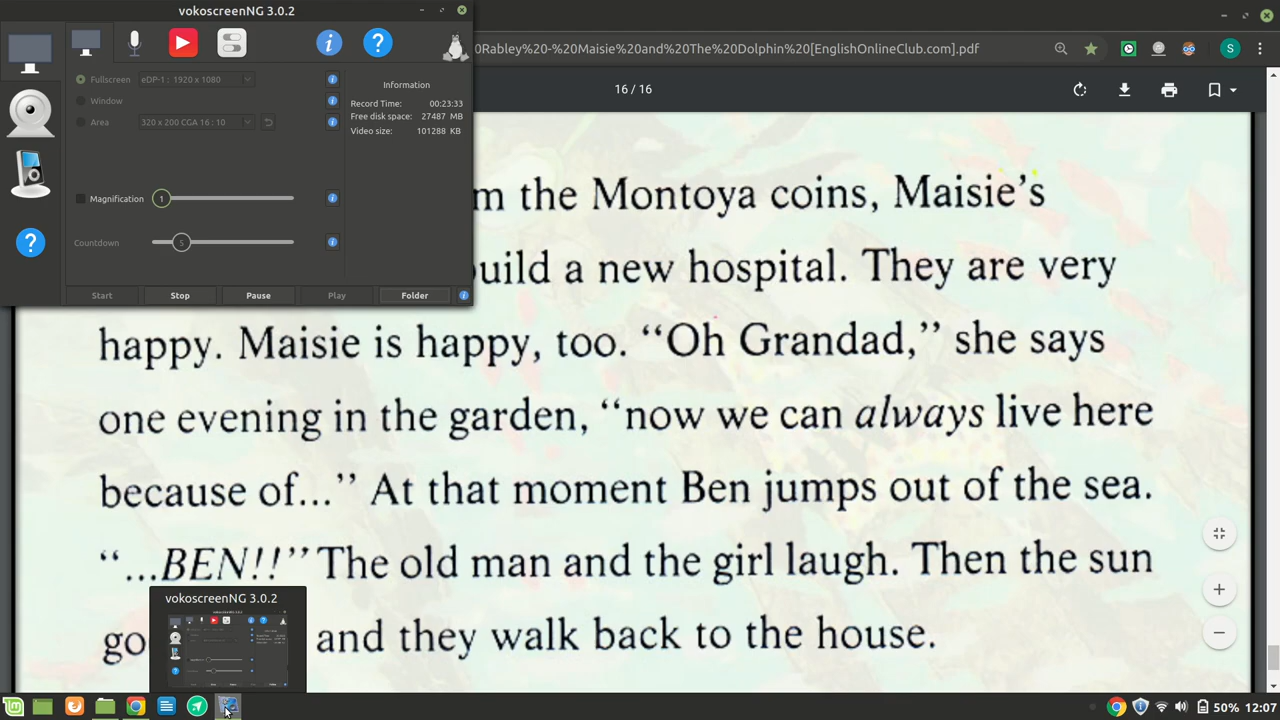 vokoscreenNG 3.0.2
Rabley%20-%20Maisie%20and%20The%20Dolphin%20[EnglishOnlineClub.com].pdf
S
Fullscreen eDP-1 : 1920 x 1080
Window
Area 320 x 200 CGA 16 : 10
Magnification 1
Countdown 5
Information
Record Time: 00:23:33
Free disk space: 27487 MB
Video size: 101288 KB
Start Stop Pause Play Folder
16 / 16
the Montoya coins, Maisie’s
a new hospital. They are very
happy. Maisie is happy, too. “Oh Grandad,” she says
one evening in the garden, “now we can always live here
because of...” At that moment Ben jumps out of the sea.
“...BEN!!” The old man and the girl laugh. Then the sun
and they walk back to the house.
vokoscreenNG 3.0.2
50% 12:07